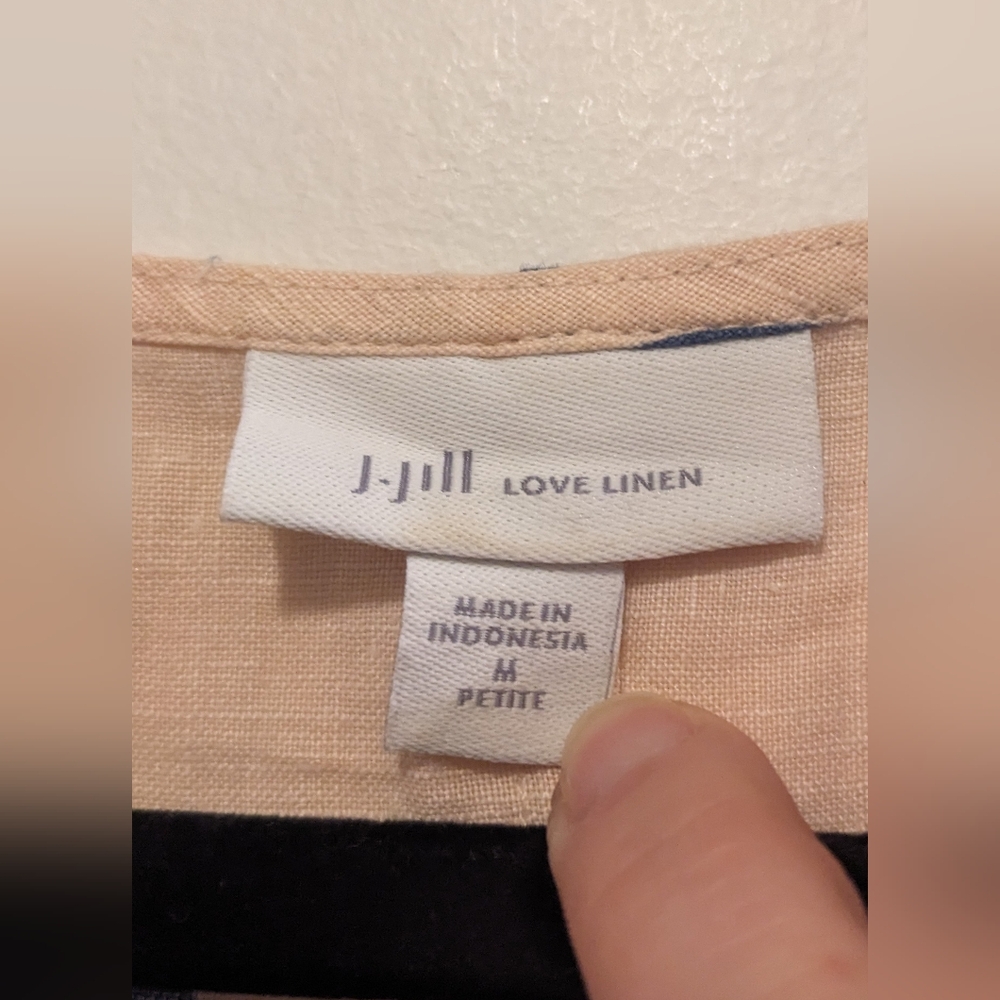 J.Jill LOVE LINEN
MADE IN
INDONESIA
M
PETITE